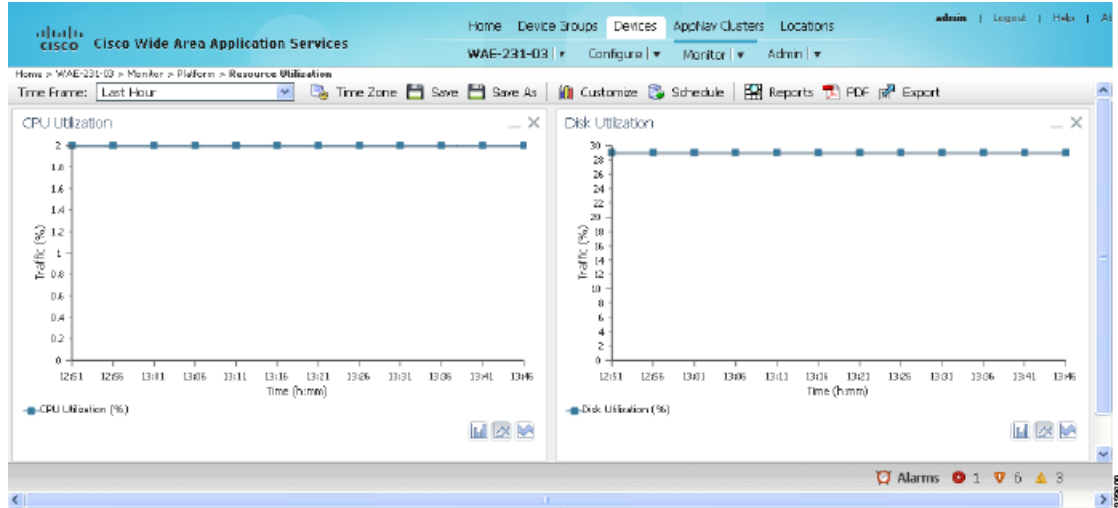 Home Device Groups Devices AppNav Clusters Locations
admin | Logout | Help | Al
CISCO Cisco Wide Area Application Services
WAE-231-03 Configure Monitor Admin
Home > WAE-231-03 > Monitor > Platform > Resource Utilization
Time Frame: Last Hour Time Zone Save Save As Customize Schedule Reports PDF Export
CPU Utilization
2
1.8
1.6
1.4
1.2
1
0.8
0.6
0.4
0.2
0
Traffic (%)
12:51 12:56 13:01 13:06 13:11 13:16 13:21 13:26 13:31 13:36 13:41 13:46
Time (h:mm)
CPU Utilization (%)
Disk Utilization
30
28
26
24
22
20
18
16
14
12
10
8
6
4
2
0
Traffic (%)
12:51 12:56 13:01 13:06 13:11 13:16 13:21 13:26 13:31 13:36 13:41 13:46
Time (h:mm)
Disk Utilization (%)
Alarms 1 6 3